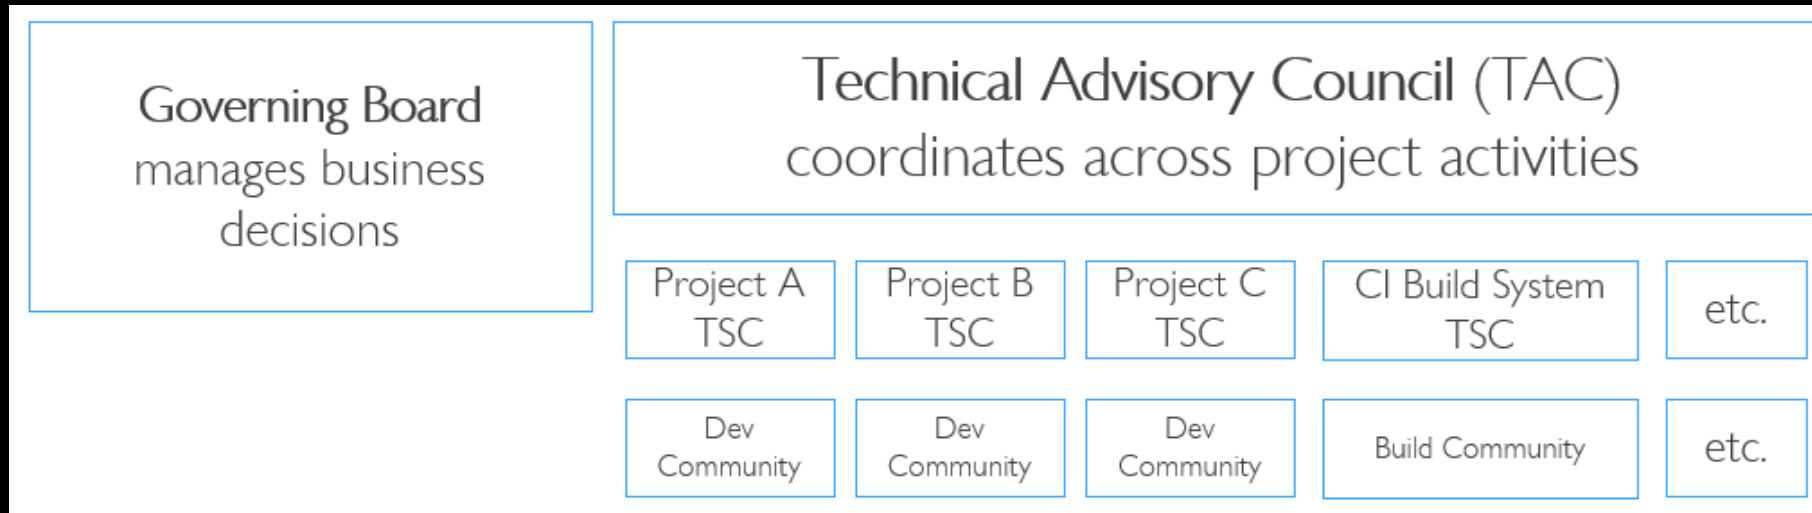 Governing Board
manages business
decisions
Technical Advisory Council (TAC)
coordinates across project activities
Project A
TSC
Project B
TSC
Project C
TSC
CI Build System
TSC
etc.
Dev
Community
Dev
Community
Dev
Community
Build Community
etc.